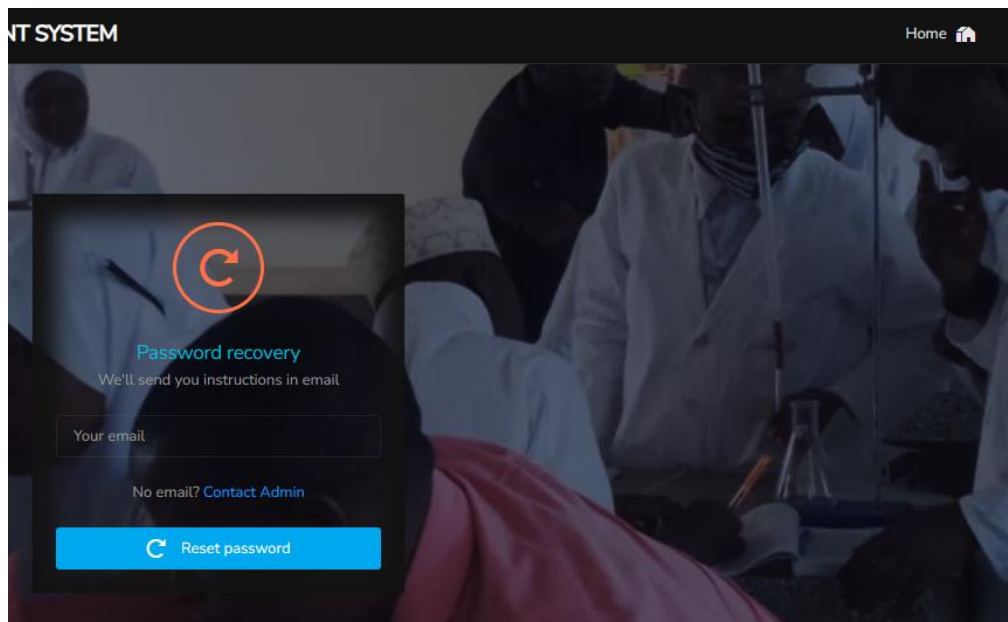 NT SYSTEM
Home
Password recovery
We'll send you instructions in email
Your email
No email? Contact Admin
Reset password